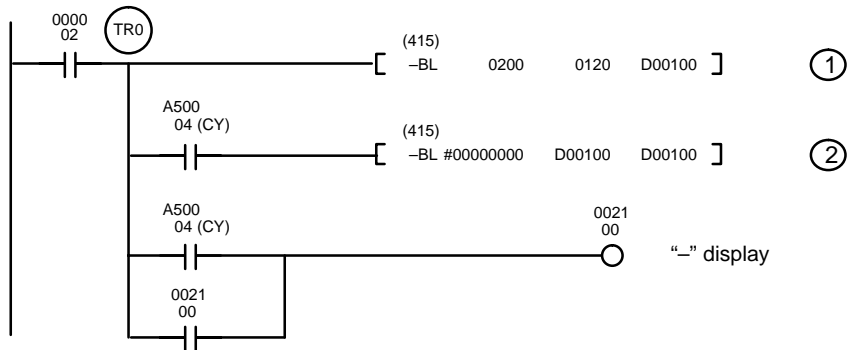 0000
02
TR0
(415)
–BL 0200 0120 D00100
1
A500
04 (CY)
(415)
–BL #00000000 D00100 D00100
2
A500
04 (CY)
0021
00
“–” display
0021
00